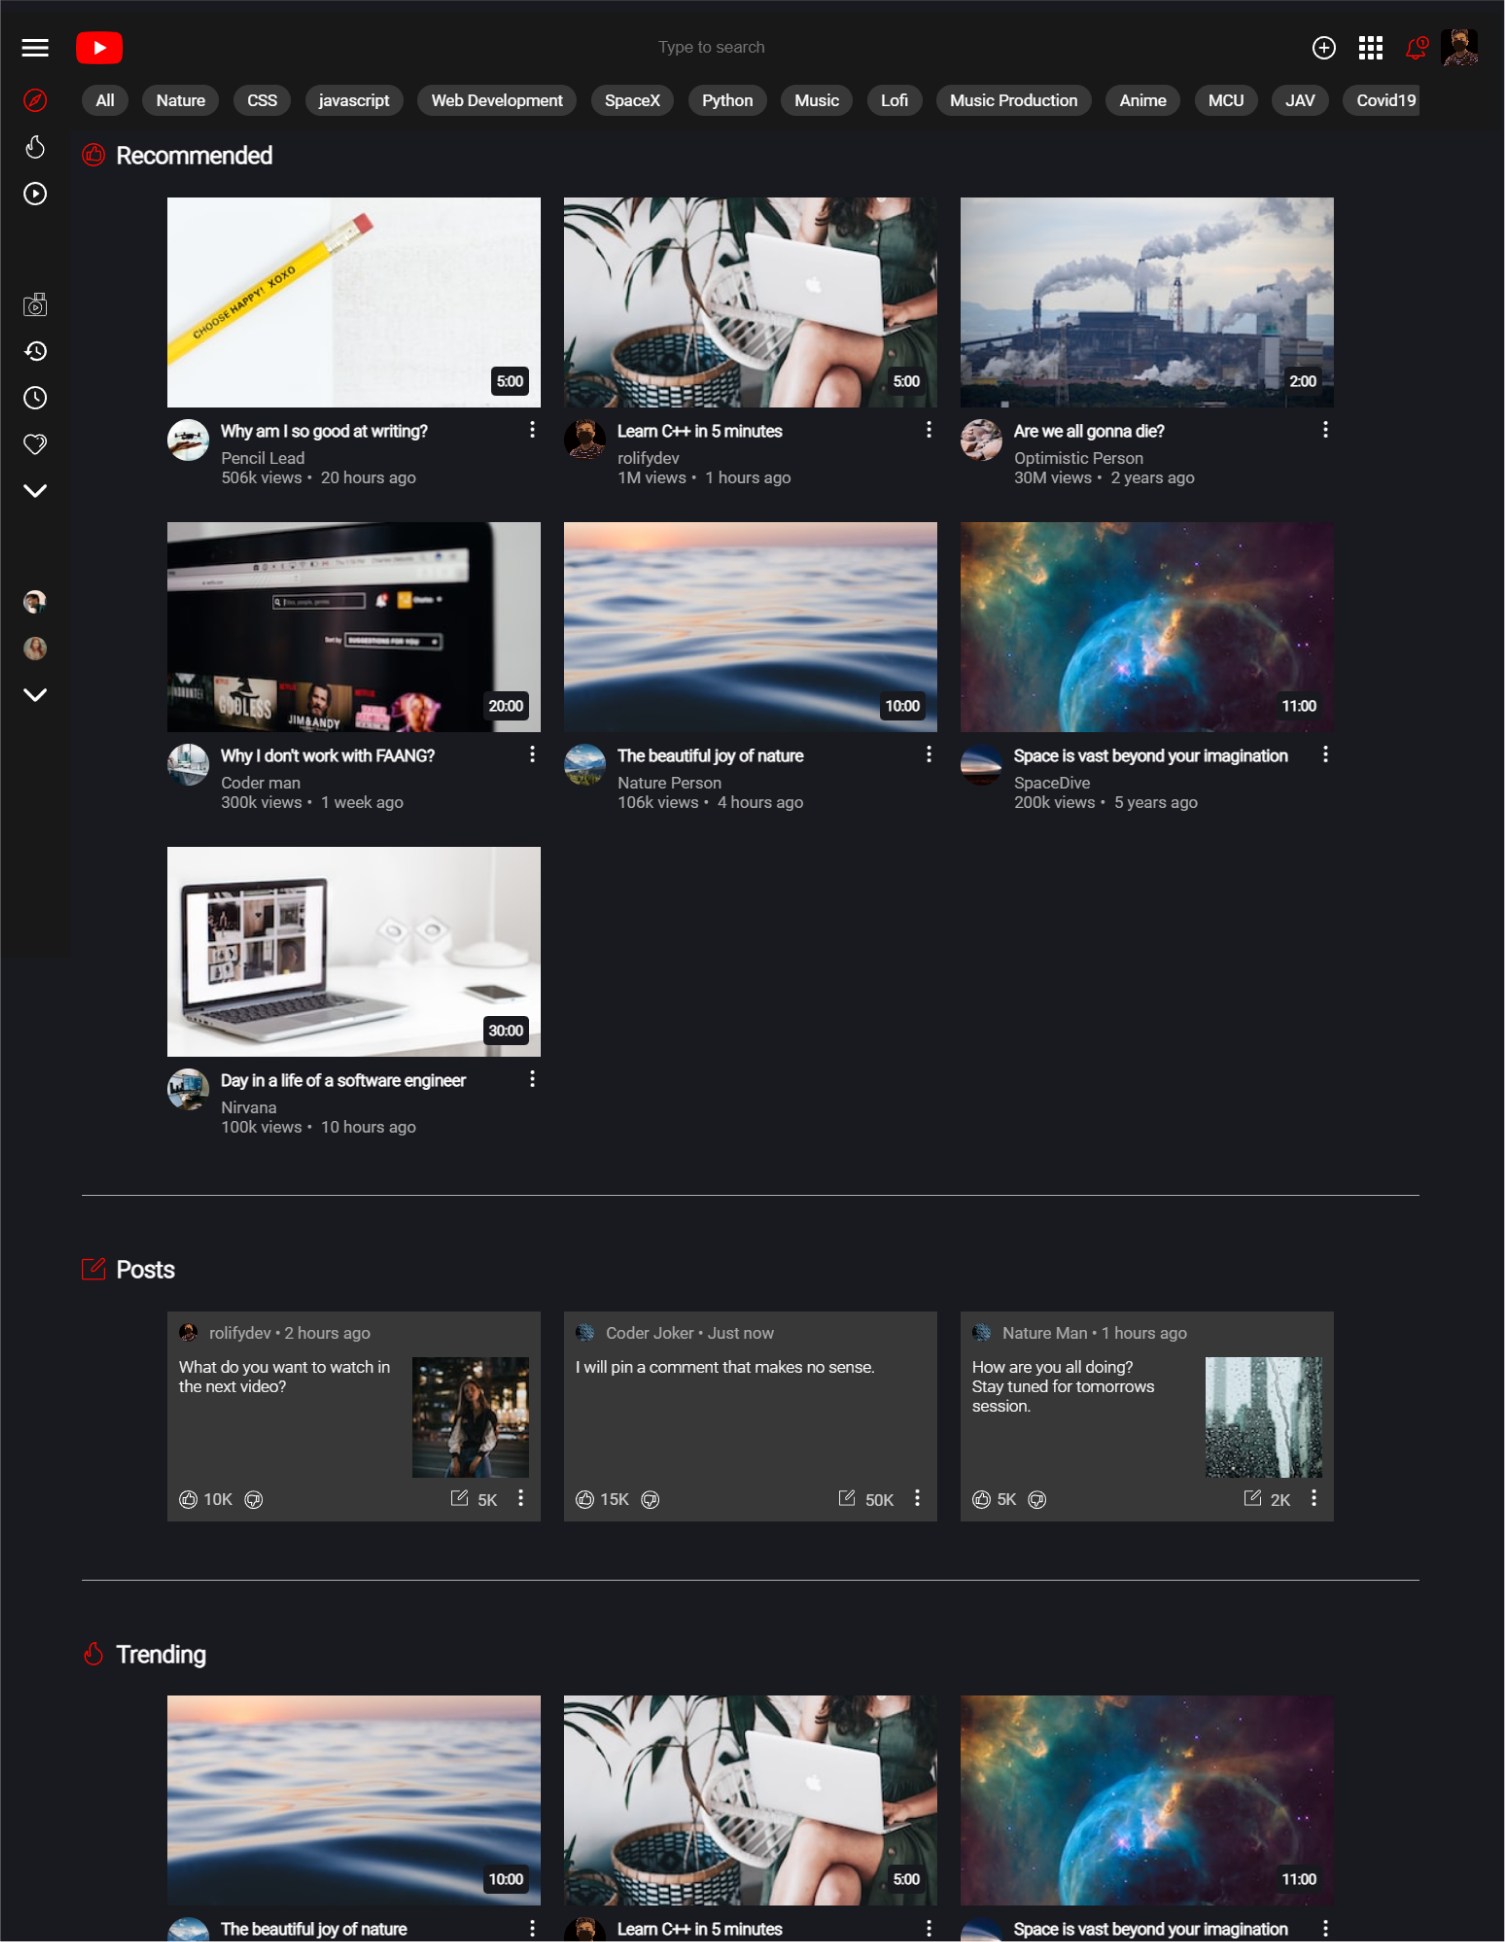 Type to search
1
All Nature CSS javascript Web Development SpaceX Python Music Lofi Music Production Anime MCU JAV Covid19
Recommended
CHOOSE HAPPY! XOXO
5:00
5:00
2:00
Why am I so good at writing?
Pencil Lead
506k views • 20 hours ago
Learn C++ in 5 minutes
rolifydev
1M views • 1 hours ago
Are we all gonna die?
Optimistic Person
30M views • 2 years ago
Sort by SUGGESTIONS FOR YOU
GODLESS
JIM&ANDY
20:00
10:00
11:00
Why I don't work with FAANG?
Coder man
300k views • 1 week ago
The beautiful joy of nature
Nature Person
106k views • 4 hours ago
Space is vast beyond your imagination
SpaceDive
200k views • 5 years ago
30:00
Day in a life of a software engineer
Nirvana
100k views • 10 hours ago
Posts
rolifydev • 2 hours ago
What do you want to watch in
the next video?
10K 5K
Coder Joker • Just now
I will pin a comment that makes no sense.
15K 50K
Nature Man • 1 hours ago
How are you all doing?
Stay tuned for tomorrows
session.
5K 2K
Trending
10:00
5:00
11:00
The beautiful joy of nature
Learn C++ in 5 minutes
Space is vast beyond your imagination